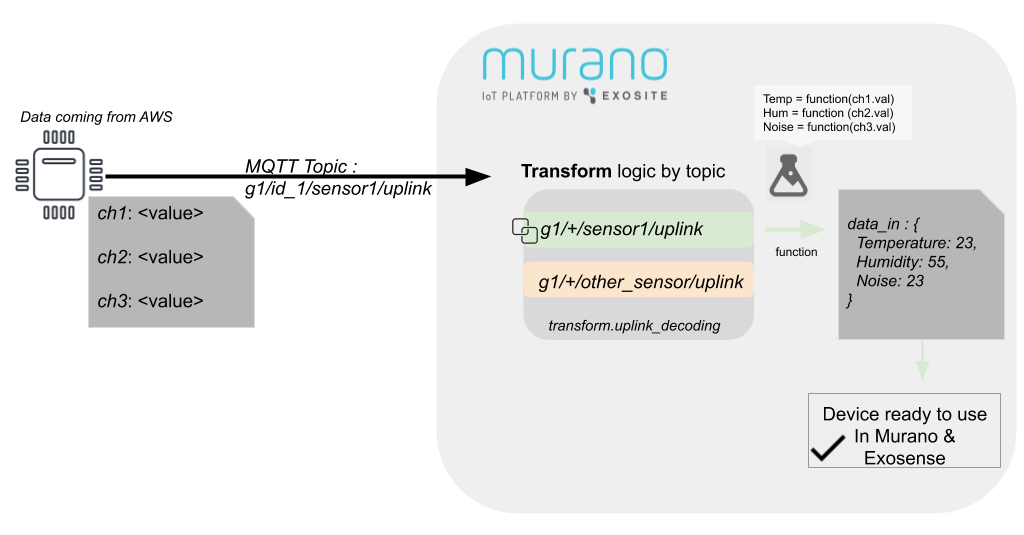 murano
IoT PLATFORM BY EXOSITE
Temp = function(ch1.val)
Hum = function (ch2.val)
Noise = function(ch3.val)
Data coming from AWS
MQTT Topic :
g1/id_1/sensor1/uplink
ch1: <value>
ch2: <value>
ch3: <value>
Transform logic by topic
g1/+/sensor1/uplink
g1/+/other_sensor/uplink
transform.uplink_decoding
function
data_in : {
Temperature: 23,
Humidity: 55,
Noise: 23
}
Device ready to use
In Murano &
Exosense